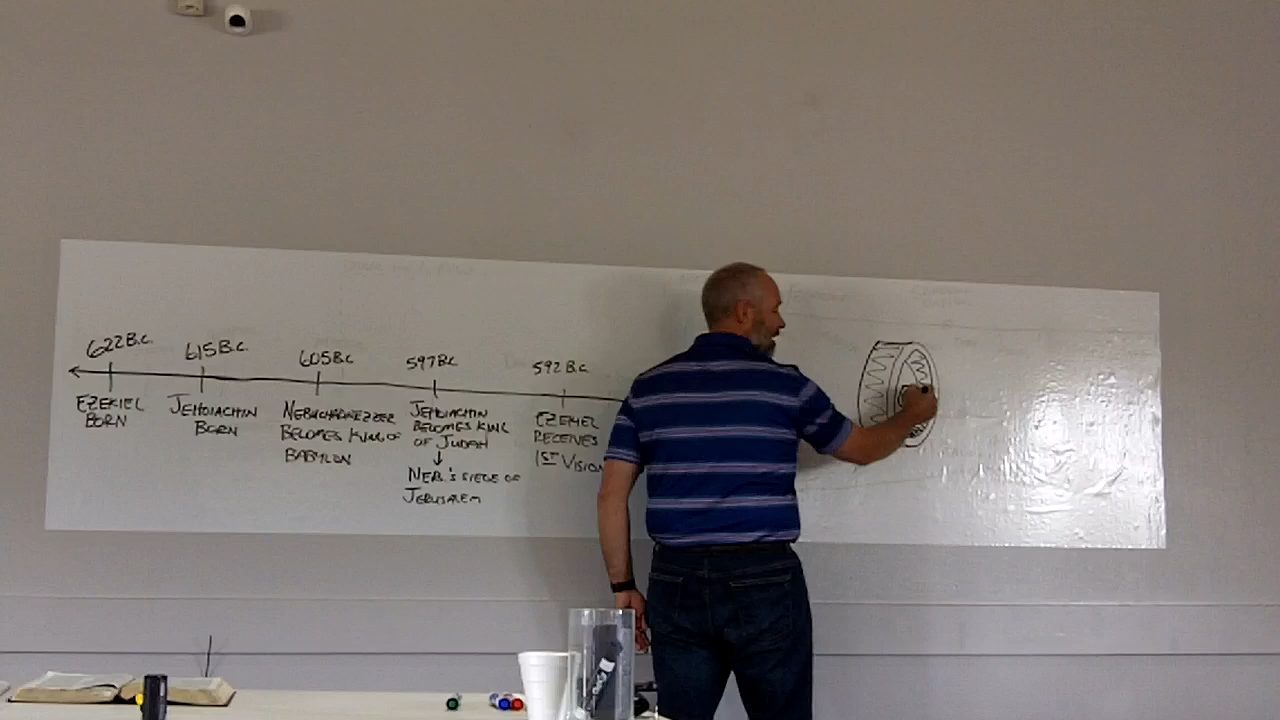 622 B.C.
615 B.C.
605 B.C
597 B.C
592 B.C.
EZEKIEL
BORN
JEHOIACHIN
BORN
NEBUCHADNEZZER
BECOMES KING OF
BABYLON
JEHOIACHIN
BECOMES KING
OF JUDAH
↓
NEB.'S SIEGE OF
JERUSALEM
EZEKIEL
RECEIVES
1ST VISION